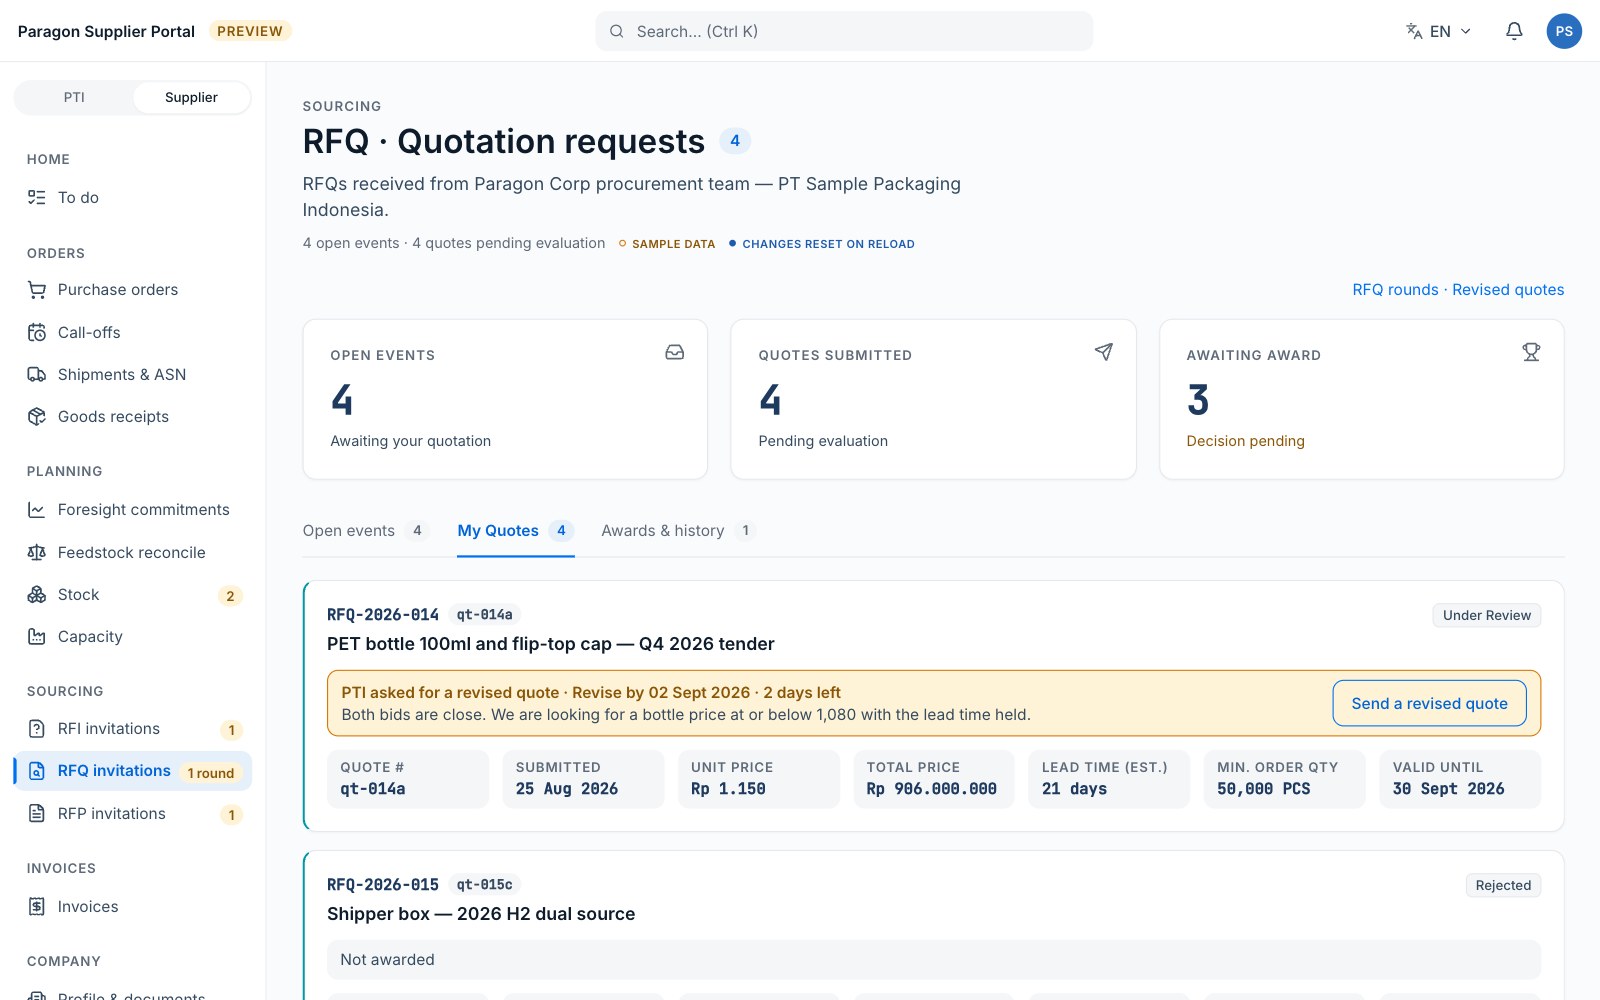 Paragon Supplier Portal
PREVIEW
Search... (Ctrl K)
EN
PS
PTI
Supplier
HOME
To do
ORDERS
Purchase orders
Call-offs
Shipments & ASN
Goods receipts
PLANNING
Foresight commitments
Feedstock reconcile
Stock
2
Capacity
SOURCING
RFI invitations
1
RFQ invitations
1 round
RFP invitations
1
INVOICES
Invoices
COMPANY
Profile & documents
SOURCING
RFQ · Quotation requests 4
RFQs received from Paragon Corp procurement team — PT Sample Packaging
Indonesia.
4 open events · 4 quotes pending evaluation
SAMPLE DATA
CHANGES RESET ON RELOAD
RFQ rounds · Revised quotes
OPEN EVENTS
4
Awaiting your quotation
QUOTES SUBMITTED
4
Pending evaluation
AWAITING AWARD
3
Decision pending
Open events 4
My Quotes 4
Awards & history 1
RFQ-2026-014 qt-014a
Under Review
PET bottle 100ml and flip-top cap — Q4 2026 tender
PTI asked for a revised quote · Revise by 02 Sept 2026 · 2 days left
Both bids are close. We are looking for a bottle price at or below 1,080 with the lead time held.
Send a revised quote
QUOTE #
qt-014a
SUBMITTED
25 Aug 2026
UNIT PRICE
Rp 1.150
TOTAL PRICE
Rp 906.000.000
LEAD TIME (EST.)
21 days
MIN. ORDER QTY
50,000 PCS
VALID UNTIL
30 Sept 2026
RFQ-2026-015 qt-015c
Rejected
Shipper box — 2026 H2 dual source
Not awarded